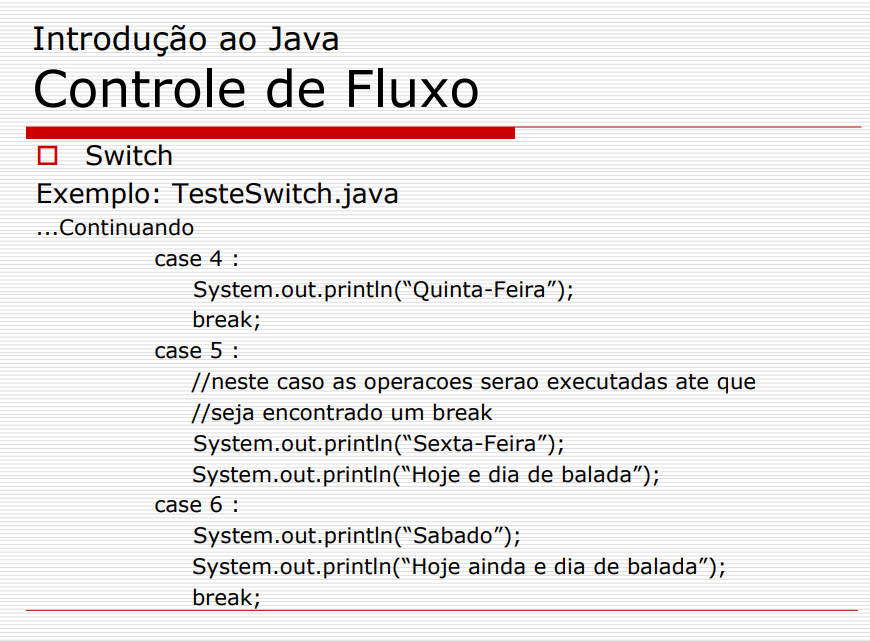 Introdução ao Java
Controle de Fluxo
Switch
Exemplo: TesteSwitch.java
...Continuando
case 4 :
System.out.println(“Quinta-Feira”);
break;
case 5 :
//neste caso as operacoes serao executadas ate que
//seja encontrado um break
System.out.println(“Sexta-Feira”);
System.out.println(“Hoje e dia de balada”);
case 6 :
System.out.println(“Sabado”);
System.out.println(“Hoje ainda e dia de balada”);
break;